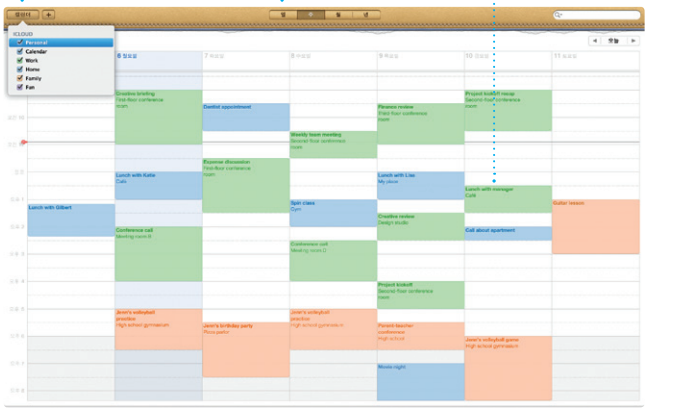 ICLOUD
Personal
Calendar
Work
Home
Family
Fun
Lunch with Gilbert
Creative briefing
First-floor conference
room
Lunch with Katie
Cafe
Conference call
Meeting room B
Jenn's volleyball
practice
High school gymnasium
Dentist appointment
Expense discussion
First-floor conference
room
Jenn's birthday party
Pizza parlor
Weekly team meeting
Second-floor conference
room
Spin class
Gym
Conference call
Meeting room D
Jenn's volleyball
practice
High school gymnasium
Finance review
Third-floor conference
room
Lunch with Lisa
Creative review
Design studio
Project kickoff
Second-floor conference
room
Parent-teacher
conference
High school
Movie night
Project kickoff recap
Second-floor conference
room
Lunch with manager
Café
Call about apartment
Jenn's volleyball game
High school gymnasium
Guitar lesson